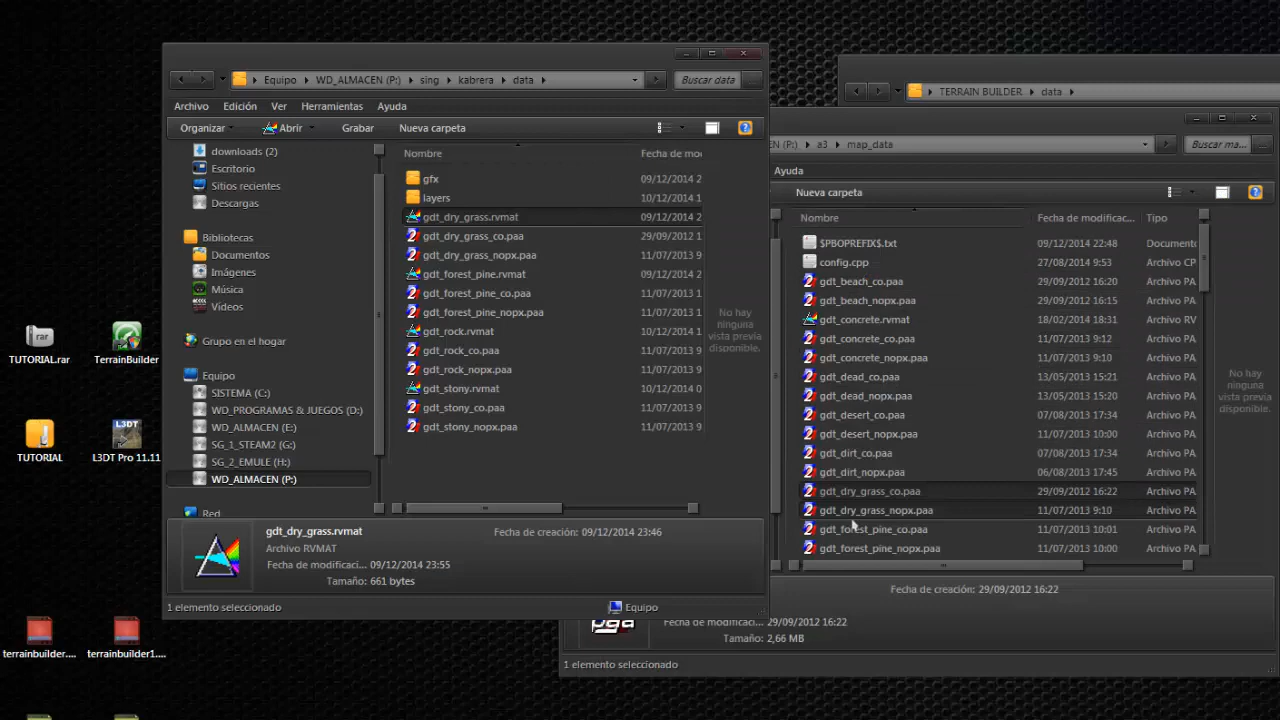 Equipo WD_ALMACEN (P:) sing kabrera data
Buscar data
Archivo Edición Ver Herramientas Ayuda
Organizar Abrir Grabar Nueva carpeta
downloads (2)
Escritorio
Sitios recientes
Descargas
Bibliotecas
Documentos
Imágenes
Música
Vídeos
Grupo en el hogar
Equipo
SISTEMA (C:)
WD_PROGRAMAS & JUEGOS (D:)
WD_ALMACEN (E:)
SG_1_STEAM2 (G:)
SG_2_EMULE (H:)
WD_ALMACEN (P:)
Red
Nombre Fecha de mo
gfx 09/12/2014 2
layers 10/12/2014 1
gdt_dry_grass.rvmat 09/12/2014 2
gdt_dry_grass_co.paa 29/09/2012 1
gdt_dry_grass_nopx.paa 11/07/2013 9
gdt_forest_pine.rvmat 09/12/2014 2
gdt_forest_pine_co.paa 11/07/2013 1
gdt_forest_pine_nopx.paa 11/07/2013 1
gdt_rock.rvmat 10/12/2014 1
gdt_rock_co.paa 11/07/2013 9
gdt_rock_nopx.paa 11/07/2013 9
gdt_stony.rvmat 10/12/2014 0
gdt_stony_co.paa 11/07/2013 9
gdt_stony_nopx.paa 11/07/2013 9
No hay
ninguna
vista previa
disponible.
gdt_dry_grass.rvmat Fecha de creación: 09/12/2014 23:46
Archivo RVMAT
Fecha de modificaci... 09/12/2014 23:55
Tamaño: 661 bytes
1 elemento seleccionado Equipo
TERRAIN BUILDER data
EN (P:) a3 map_data
Buscar ma...
Ayuda
Nueva carpeta
Nombre Fecha de modificac... Tipo
$PBOPREFIX$.txt 09/12/2014 22:48 Documento
config.cpp 27/08/2014 9:53 Archivo CP
gdt_beach_co.paa 29/09/2012 16:20 Archivo PA
gdt_beach_nopx.paa 29/09/2012 16:15 Archivo PA
gdt_concrete.rvmat 18/02/2014 18:31 Archivo RV
gdt_concrete_co.paa 11/07/2013 9:12 Archivo PA
gdt_concrete_nopx.paa 11/07/2013 9:10 Archivo PA
gdt_dead_co.paa 13/05/2013 15:21 Archivo PA
gdt_dead_nopx.paa 13/05/2013 15:20 Archivo PA
gdt_desert_co.paa 07/08/2013 17:34 Archivo PA
gdt_desert_nopx.paa 11/07/2013 10:00 Archivo PA
gdt_dirt_co.paa 07/08/2013 17:34 Archivo PA
gdt_dirt_nopx.paa 06/08/2013 17:45 Archivo PA
gdt_dry_grass_co.paa 29/09/2012 16:22 Archivo PA
gdt_dry_grass_nopx.paa 11/07/2013 9:10 Archivo PA
gdt_forest_pine_co.paa 11/07/2013 10:01 Archivo PA
gdt_forest_pine_nopx.paa 11/07/2013 10:00 Archivo PA
No hay
ninguna
vista previa
disponible.
Fecha de creación: 29/09/2012 16:22
Fecha de modificaci... 29/09/2012 16:22
Tamaño: 2,66 MB
1 elemento seleccionado
TUTORIAL.rar
TerrainBuilder
TUTORIAL
L3DT
L3DT Pro 11.11
terrainbuilder....
terrainbuilder1....